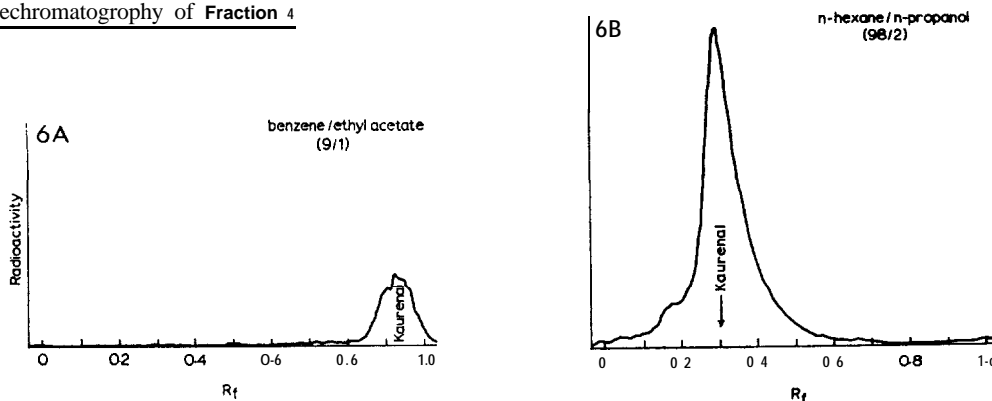 echromatogrophy of Fraction 4
6A
benzene/ethyl acetate
(9/1)
Radioactivity
Kaurenal
0 0·2 0·4 0·6 0.6 1.0
Rf
6B
n-hexane/n-propanol
(98/2)
Kaurenal
0 0 2 0 4 0 6 0·8
Rf